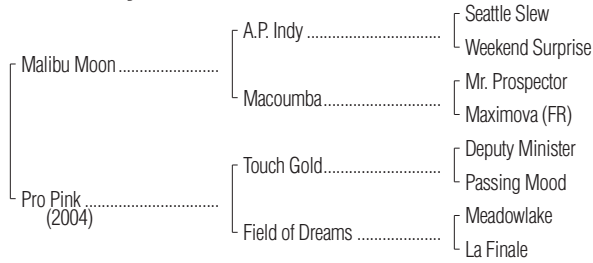 Seattle Slew
A.P. Indy ..............................
Weekend Surprise
Malibu Moon .......................
Mr. Prospector
Macoumba...........................
Maximova (FR)
Deputy Minister
Touch Gold...........................
Passing Mood
Pro Pink ..............................
(2004)
Meadowlake
Field of Dreams ...................
La Finale